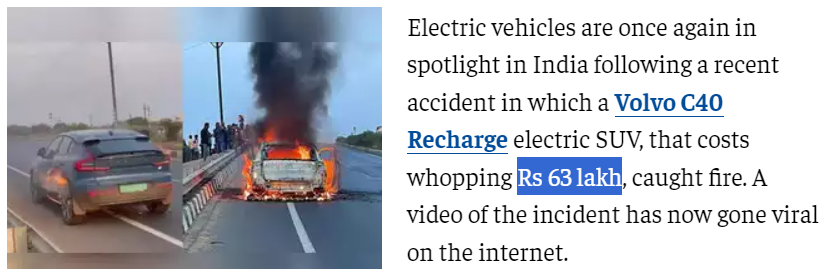 Electric vehicles are once again in
spotlight in India following a recent
accident in which a Volvo C40
Recharge electric SUV, that costs
whopping Rs 63 lakh, caught fire. A
video of the incident has now gone viral
on the internet.